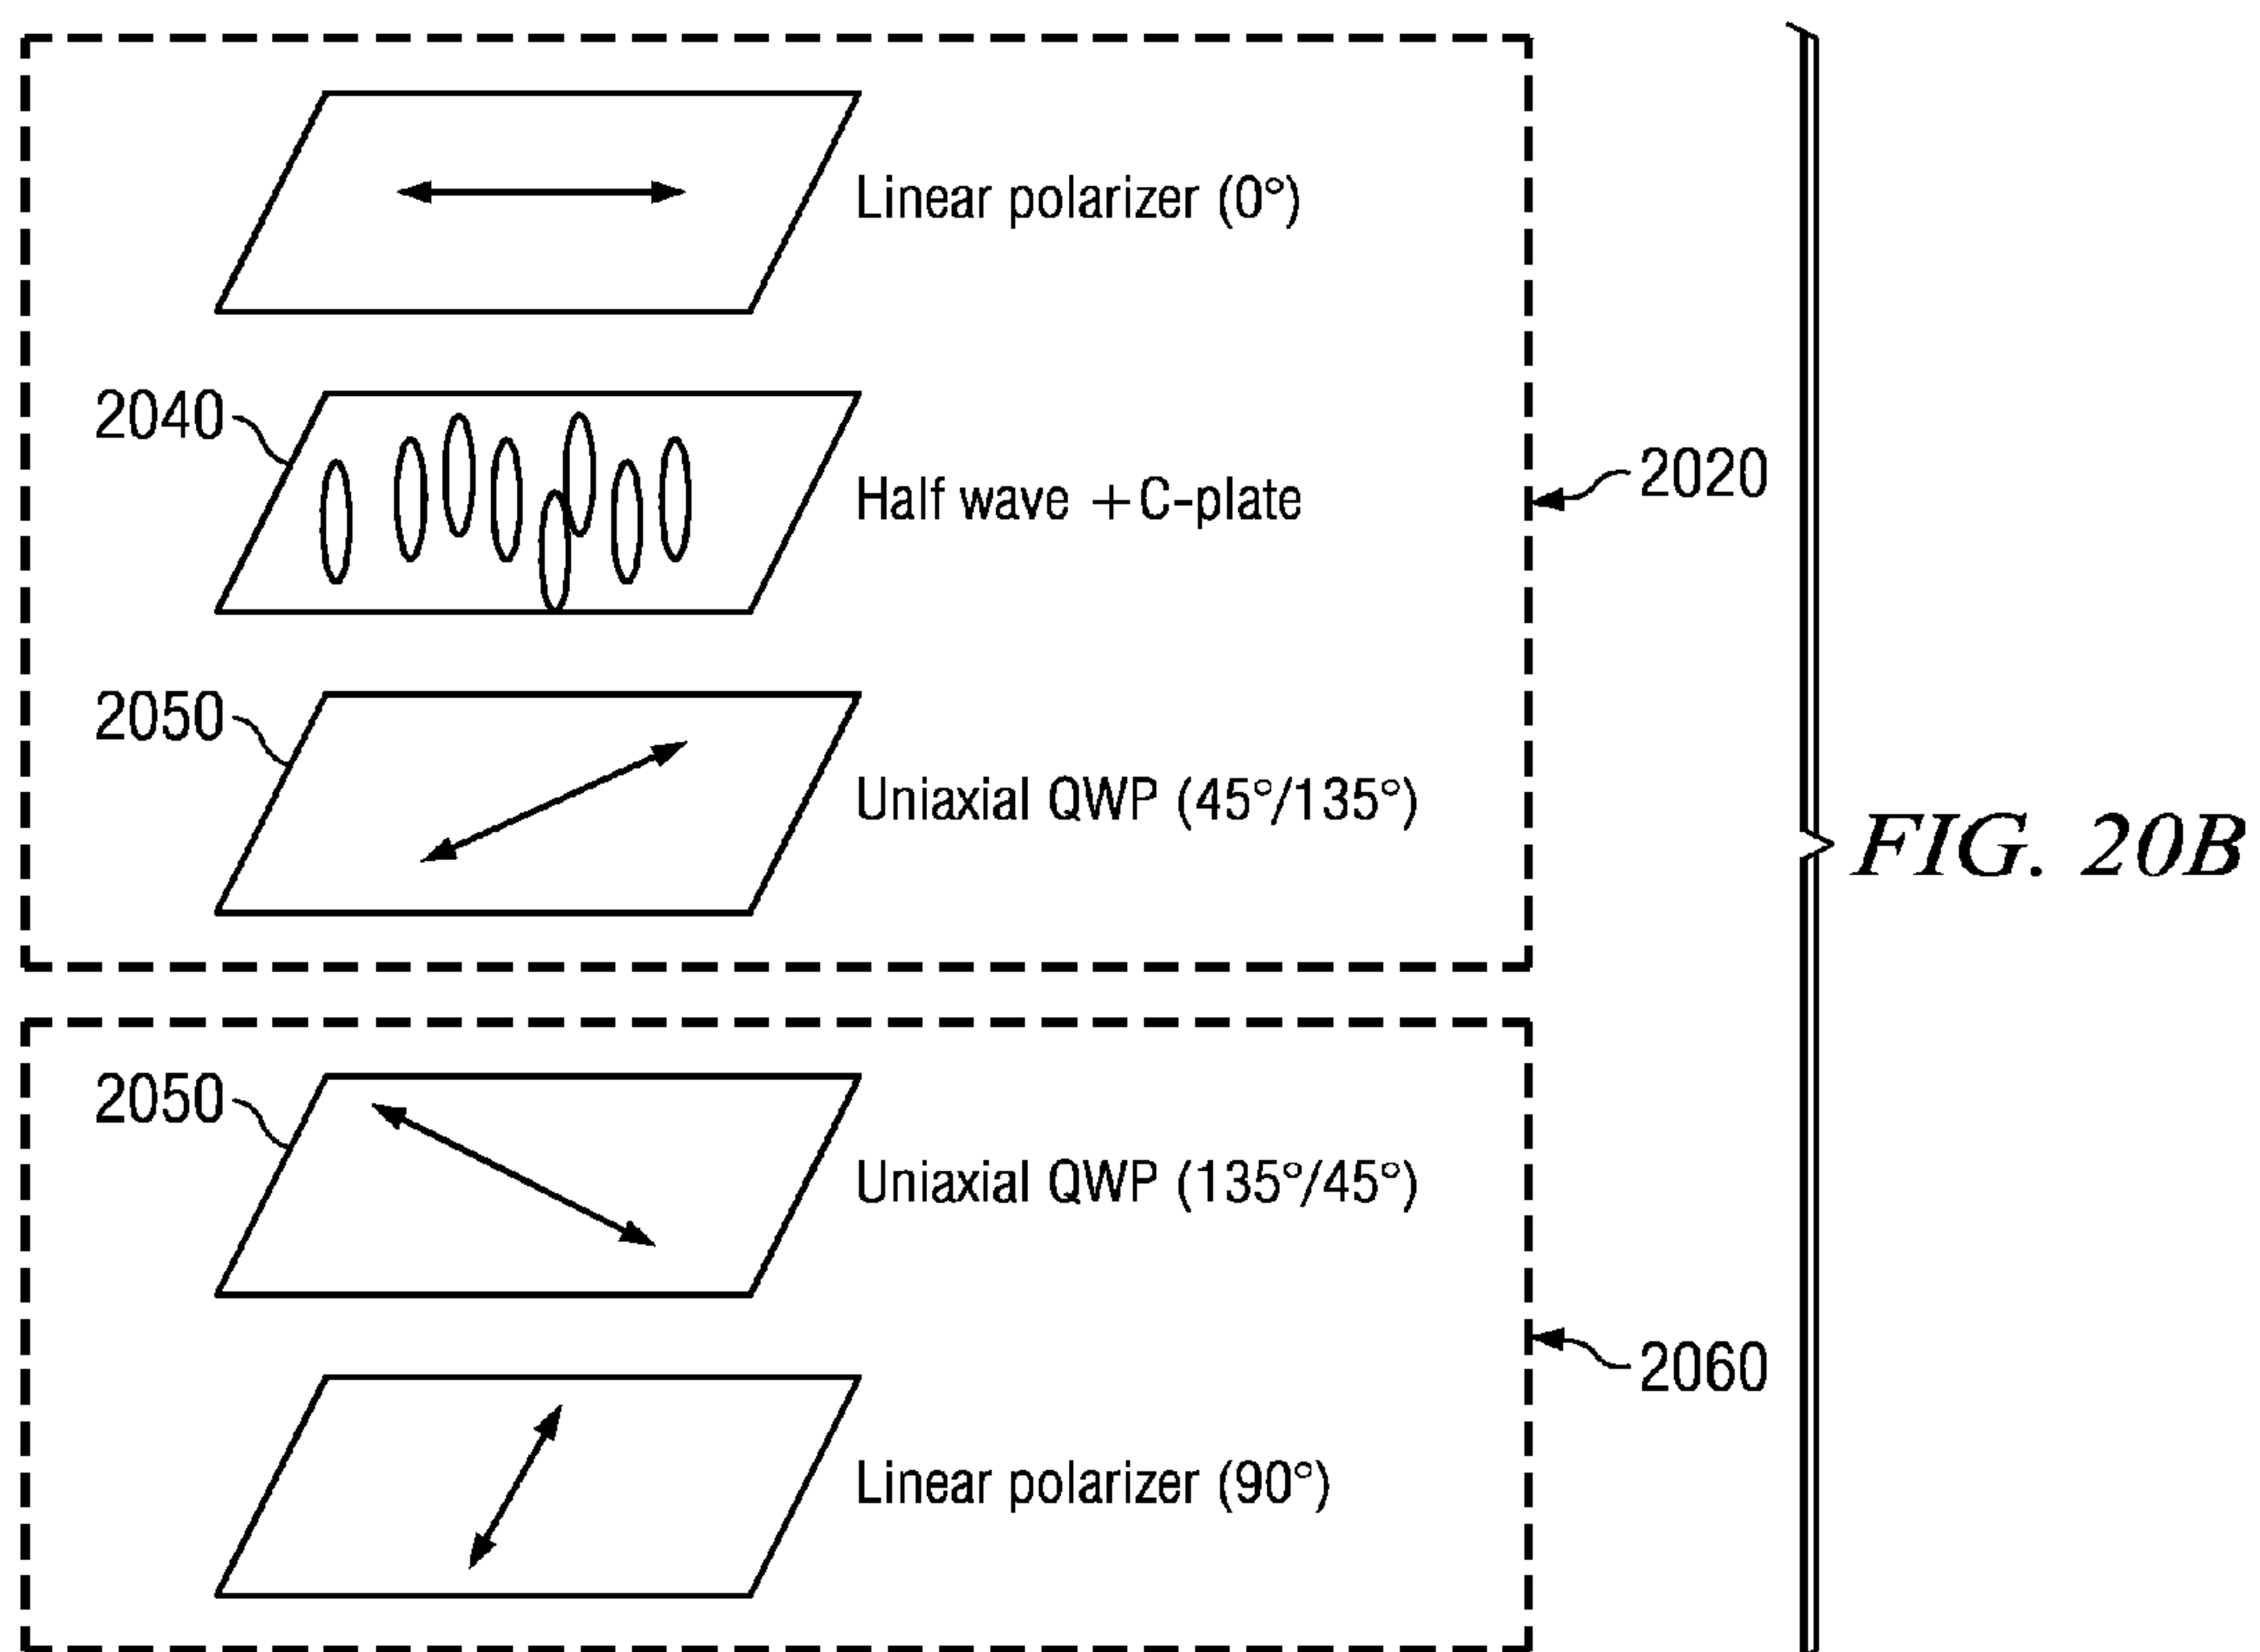 Linear polarizer (0°)
2040
Half wave +C-plate
2020
2050
Uniaxial QWP (45°/135°)
FIG. 20B
2050
Uniaxial QWP (135°/45°)
2060
Linear polarizer (90°)